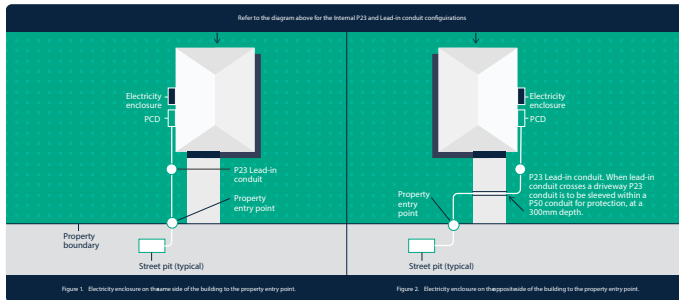 Refer to the diagram above for the Internal P23 and Lead-in conduit configuirations
Electricity
enclosure
PCD
P23 Lead-in
conduit
Property
entry point
Property
boundary
Street pit (typical)
Figure 1. Electricity enclosure on the same side of the building to the property entry point.
Electricity
enclosure
PCD
P23 Lead-in conduit. When lead-in
conduit crosses a driveway P23
conduit is to be sleeved within a
P50 conduit for protection, at a
300mm depth.
Property
entry
point
Street pit (typical)
Figure 2. Electricity enclosure on the opposite side of the building to the property entry point.